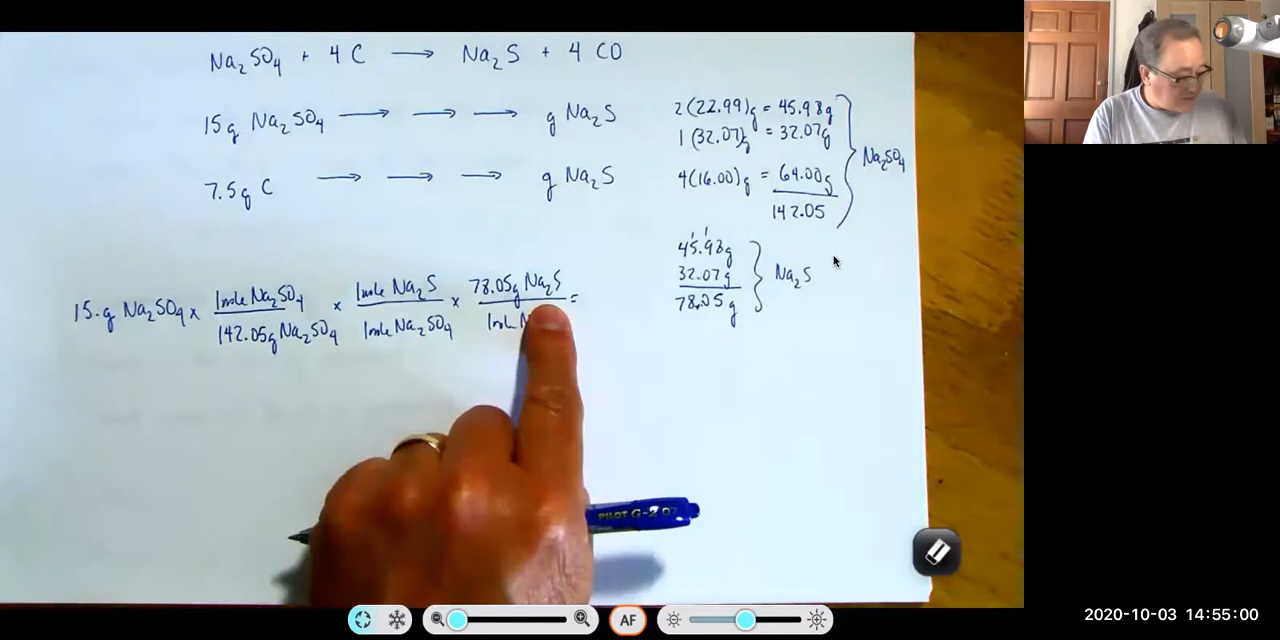 Na₂SO₄ + 4 C ⟶ Na₂S + 4 CO
15g Na₂SO₄ ⟶ ⟶ ⟶ g Na₂S
7.5g C ⟶ ⟶ ⟶ g Na₂S
2(22.99)g = 45.98g
1(32.07)g = 32.07g
4(16.00)g = 64.00g
142.05
Na₂SO₄
45.98g
32.07g
78.05g
Na₂S
15.g Na₂SO₄ × 1mole Na₂SO₄ / 142.05g Na₂SO₄ × 1mole Na₂S / 1mole Na₂SO₄ × 78.05g Na₂S / 1mole =
PILOT G-2 07
AF
2020-10-03 14:55:00